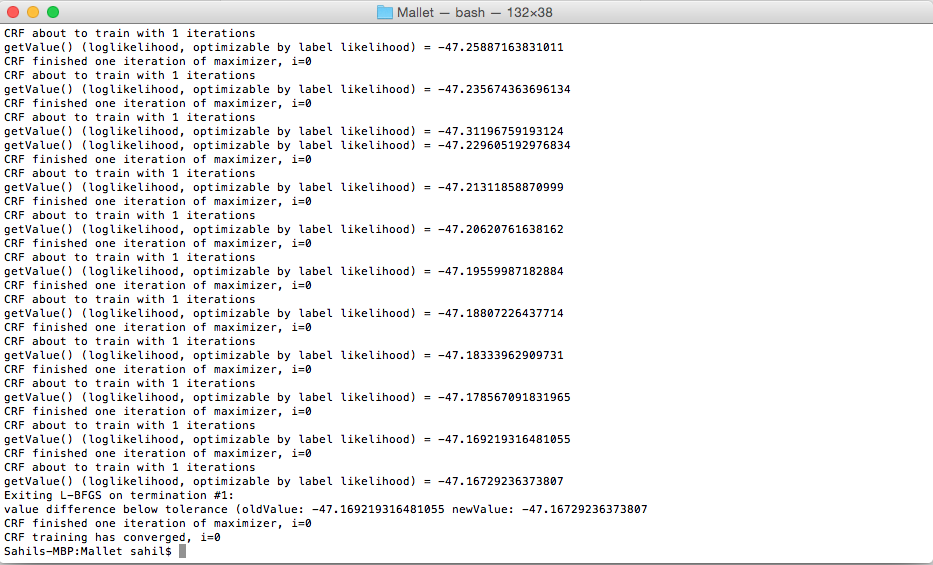 Mallet — bash — 132×38
CRF about to train with 1 iterations
getValue() (loglikelihood, optimizable by label likelihood) = -47.25887163831011
CRF finished one iteration of maximizer, i=0
CRF about to train with 1 iterations
getValue() (loglikelihood, optimizable by label likelihood) = -47.235674363696134
CRF finished one iteration of maximizer, i=0
CRF about to train with 1 iterations
getValue() (loglikelihood, optimizable by label likelihood) = -47.31196759193124
getValue() (loglikelihood, optimizable by label likelihood) = -47.229605192976834
CRF finished one iteration of maximizer, i=0
CRF about to train with 1 iterations
getValue() (loglikelihood, optimizable by label likelihood) = -47.21311858870999
CRF finished one iteration of maximizer, i=0
CRF about to train with 1 iterations
getValue() (loglikelihood, optimizable by label likelihood) = -47.20620761638162
CRF finished one iteration of maximizer, i=0
CRF about to train with 1 iterations
getValue() (loglikelihood, optimizable by label likelihood) = -47.19559987182884
CRF finished one iteration of maximizer, i=0
CRF about to train with 1 iterations
getValue() (loglikelihood, optimizable by label likelihood) = -47.18807226437714
CRF finished one iteration of maximizer, i=0
CRF about to train with 1 iterations
getValue() (loglikelihood, optimizable by label likelihood) = -47.18333962909731
CRF finished one iteration of maximizer, i=0
CRF about to train with 1 iterations
getValue() (loglikelihood, optimizable by label likelihood) = -47.178567091831965
CRF finished one iteration of maximizer, i=0
CRF about to train with 1 iterations
getValue() (loglikelihood, optimizable by label likelihood) = -47.169219316481055
CRF finished one iteration of maximizer, i=0
CRF about to train with 1 iterations
getValue() (loglikelihood, optimizable by label likelihood) = -47.16729236373807
Exiting L-BFGS on termination #1:
value difference below tolerance (oldValue: -47.169219316481055 newValue: -47.16729236373807
CRF finished one iteration of maximizer, i=0
CRF training has converged, i=0
Sahils-MBP:Mallet sahil$